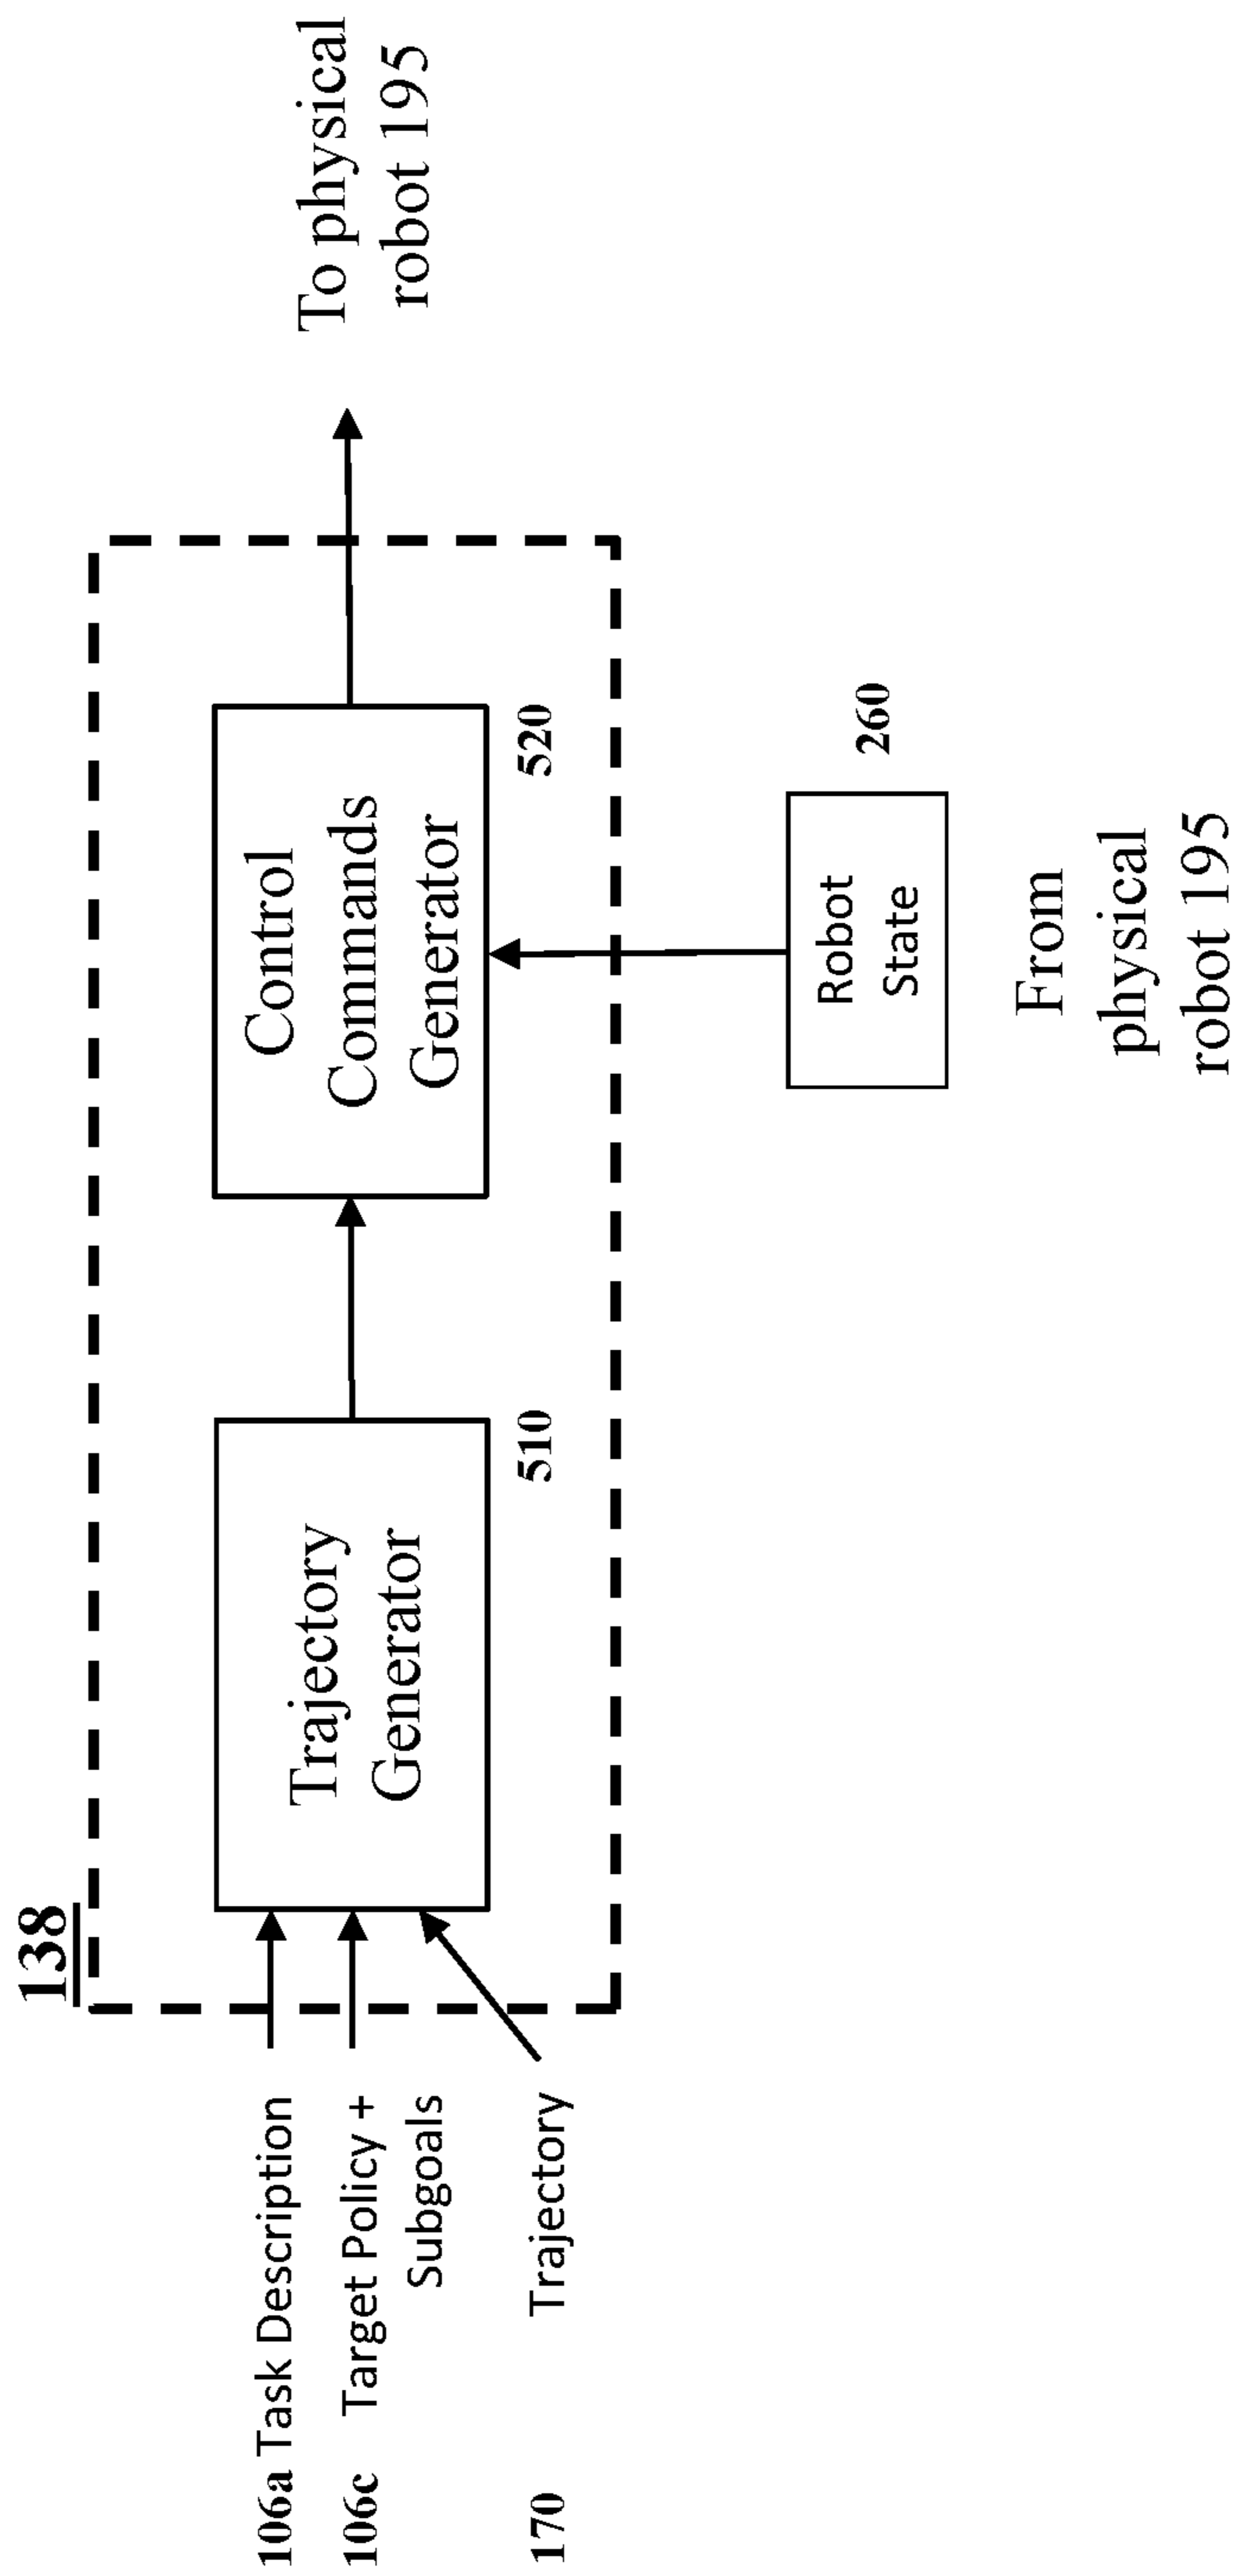 138
106a Task Description
106c Target Policy +
Subgoals
170 Trajectory
Trajectory
Generator
510
Control
Commands
Generator
520
To physical
robot 195
Robot
State
260
From
physical
robot 195